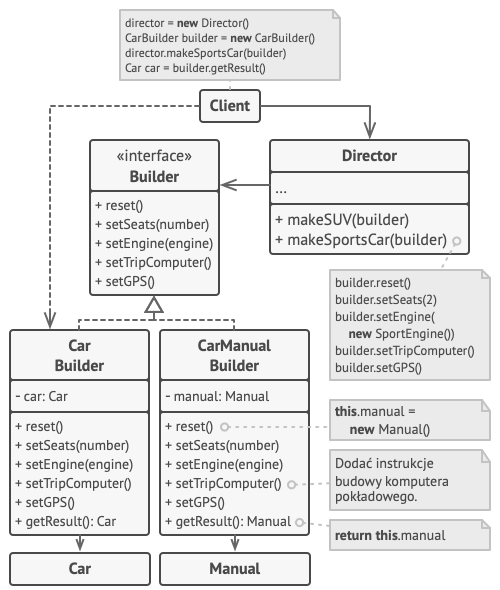 director = new Director()
CarBuilder builder = new CarBuilder()
director.makeSportsCar(builder)
Car car = builder.getResult()
Client
«interface»
Builder
+ reset()
+ setSeats(number)
+ setEngine(engine)
+ setTripComputer()
+ setGPS()
Director
...
+ makeSUV(builder)
+ makeSportsCar(builder)
builder.reset()
builder.setSeats(2)
builder.setEngine(
new SportEngine())
builder.setTripComputer()
builder.setGPS()
Car
Builder
- car: Car
+ reset()
+ setSeats(number)
+ setEngine(engine)
+ setTripComputer()
+ setGPS()
+ getResult(): Car
CarManual
Builder
- manual: Manual
+ reset()
+ setSeats(number)
+ setEngine(engine)
+ setTripComputer()
+ setGPS()
+ getResult(): Manual
this.manual =
new Manual()
Dodać instrukcje
budowy komputera
pokładowego.
return this.manual
Car
Manual